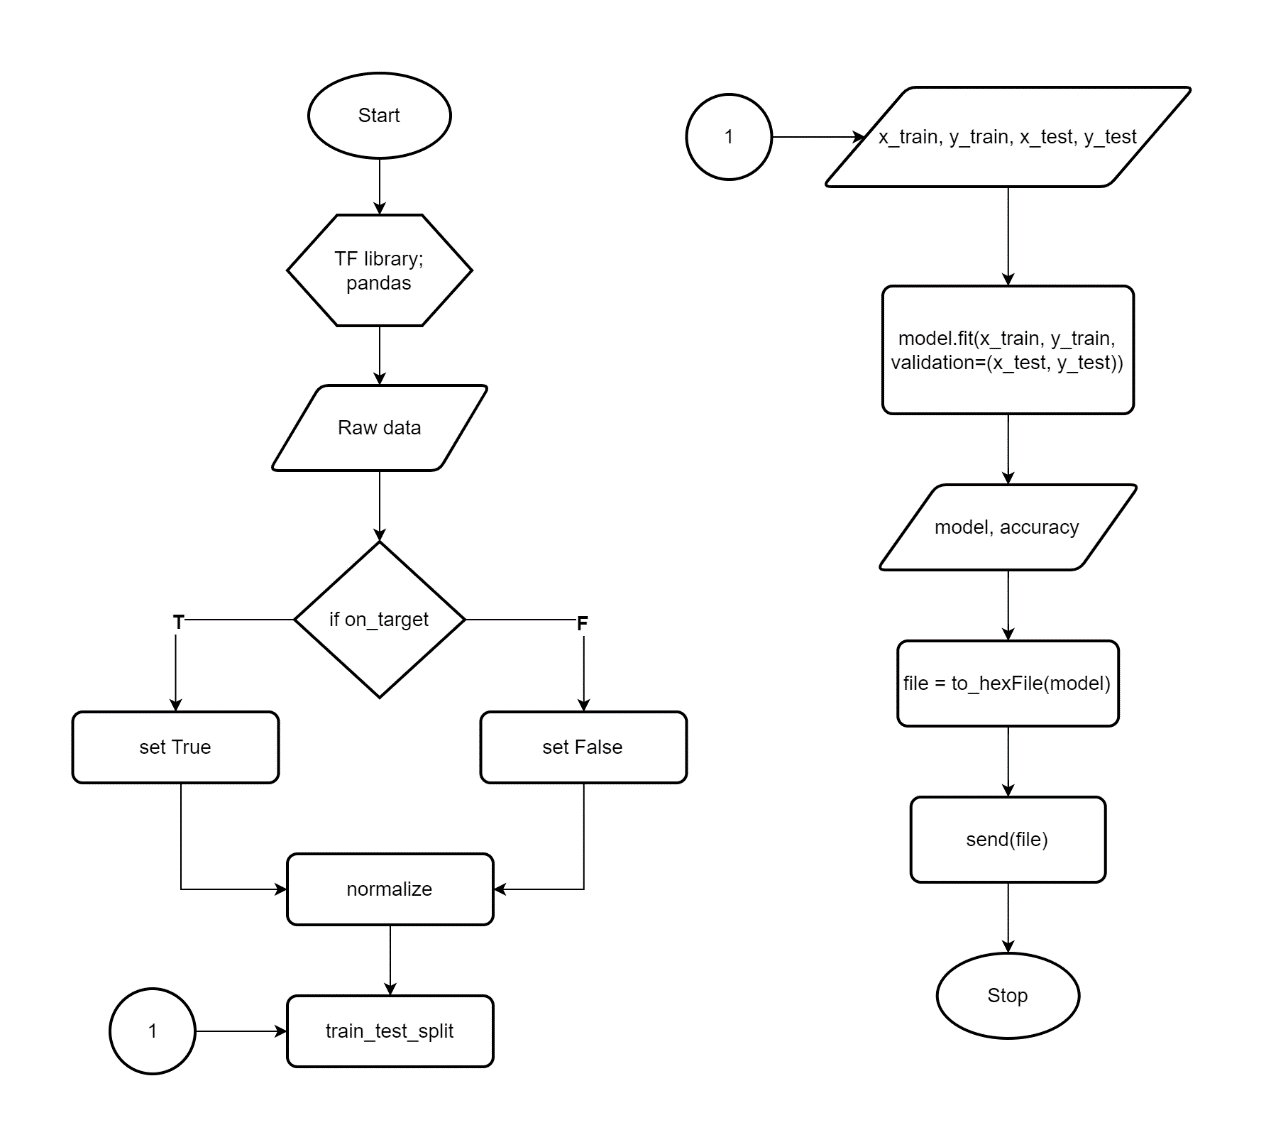 Start
TF library;
pandas
Raw data
if on_target
T
F
set True
set False
normalize
1
train_test_split
1
x_train, y_train, x_test, y_test
model.fit(x_train, y_train,
validation=(x_test, y_test))
model, accuracy
file = to_hexFile(model)
send(file)
Stop